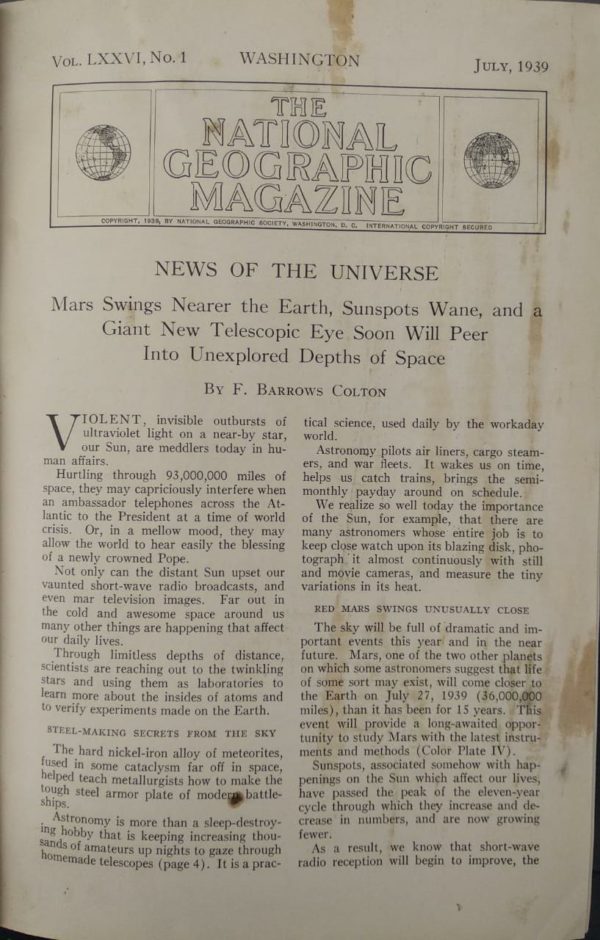 VOL. LXXVI, No. 1 WASHINGTON JULY, 1939
THE
NATIONAL
GEOGRAPHIC
MAGAZINE
COPYRIGHT, 1939, BY NATIONAL GEOGRAPHIC SOCIETY, WASHINGTON, D. C. INTERNATIONAL COPYRIGHT SECURED
NEWS OF THE UNIVERSE
Mars Swings Nearer the Earth, Sunspots Wane, and a
Giant New Telescopic Eye Soon Will Peer
Into Unexplored Depths of Space
BY F. BARROWS COLTON
VIOLENT, invisible outbursts of
ultraviolet light on a near-by star,
our Sun, are meddlers today in hu-
man affairs.
Hurtling through 93,000,000 miles of
space, they may capriciously interfere when
an ambassador telephones across the At-
lantic to the President at a time of world
crisis. Or, in a mellow mood, they may
allow the world to hear easily the blessing
of a newly crowned Pope.
Not only can the distant Sun upset our
vaunted short-wave radio broadcasts, and
even mar television images. Far out in
the cold and awesome space around us
many other things are happening that affect
our daily lives.
Through limitless depths of distance,
scientists are reaching out to the twinkling
stars and using them as laboratories to
learn more about the insides of atoms and
to verify experiments made on the Earth.
STEEL-MAKING SECRETS FROM THE SKY
The hard nickel-iron alloy of meteorites,
fused in some cataclysm far off in space,
helped teach metallurgists how to make the
tough steel armor plate of modern battle-
ships.
Astronomy is more than a sleep-destroy-
ing hobby that is keeping increasing thou-
sands of amateurs up nights to gaze through
homemade telescopes (page 4). It is a prac-
tical science, used daily by the workaday
world.
Astronomy pilots air liners, cargo steam-
ers, and war fleets. It wakes us on time,
helps us catch trains, brings the semi-
monthly payday around on schedule.
We realize so well today the importance
of the Sun, for example, that there are
many astronomers whose entire job is to
keep close watch upon its blazing disk, pho-
tograph it almost continuously with still
and movie cameras, and measure the tiny
variations in its heat.
RED MARS SWINGS UNUSUALLY CLOSE
The sky will be full of dramatic and im-
portant events this year and in the near
future. Mars, one of the two other planets
on which some astronomers suggest that life
of some sort may exist, will come closer to
the Earth on July 27, 1939 (36,000,000
miles), than it has been for 15 years. This
event will provide a long-awaited oppor-
tunity to study Mars with the latest instru-
ments and methods (Color Plate IV).
Sunspots, associated somehow with hap-
penings on the Sun which affect our lives,
have passed the peak of the eleven-year
cycle through which they increase and de-
crease in numbers, and are now growing
fewer.
As a result, we know that short-wave
radio reception will begin to improve, the